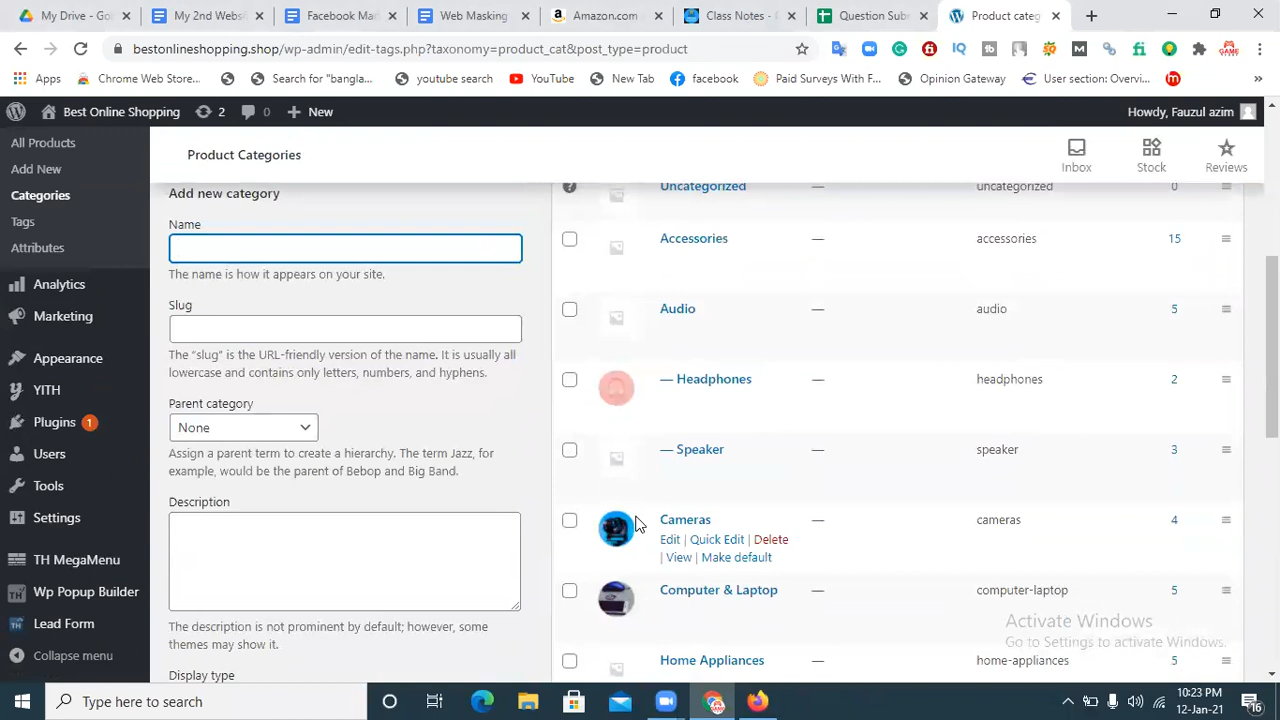 My Drive - G
My 2nd Webs
Facebook Ma
Web Masking
Amazon.com
Class Notes -
Question Sub
Product categ
bestonlineshopping.shop/wp-admin/edit-tags.php?taxonomy=product_cat&post_type=product
Apps
Chrome Web Store...
Search for "bangla...
youtube search
YouTube
New Tab
facebook
Paid Surveys With F...
Opinion Gateway
User section: Overvi...
Best Online Shopping
2
0
New
Howdy, Fauzul azim
All Products
Add New
Categories
Tags
Attributes
Analytics
Marketing
Appearance
YITH
Plugins 1
Users
Tools
Settings
TH MegaMenu
Wp Popup Builder
Lead Form
Collapse menu
Product Categories
Inbox
Stock
Reviews
Add new category
Name
The name is how it appears on your site.
Slug
The “slug” is the URL-friendly version of the name. It is usually all
lowercase and contains only letters, numbers, and hyphens.
Parent category
None
Assign a parent term to create a hierarchy. The term Jazz, for
example, would be the parent of Bebop and Big Band.
Description
The description is not prominent by default; however, some
themes may show it.
Display type
Uncategorized — uncategorized 0
Accessories — accessories 15
Audio — audio 5
— Headphones — headphones 2
— Speaker — speaker 3
Cameras — cameras 4
Edit | Quick Edit | Delete
| View | Make default
Computer & Laptop — computer-laptop 5
Home Appliances — home-appliances 5
Activate Windows
Go to Settings to activate Windows.
Type here to search
10:23 PM
12-Jan-21
16